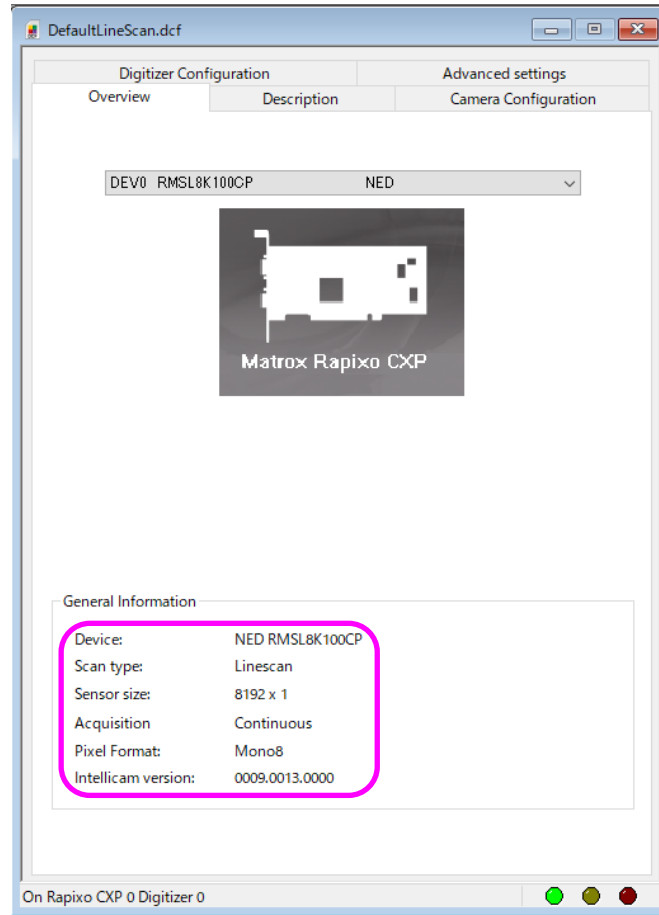 DefaultLineScan.dcf
Digitizer Configuration Advanced settings
Overview Description Camera Configuration
DEV0 RMSL8K100CP NED
Matrox Rapixo CXP
General Information
Device: NED RMSL8K100CP
Scan type: Linescan
Sensor size: 8192 x 1
Acquisition Continuous
Pixel Format: Mono8
Intellicam version: 0009.0013.0000
On Rapixo CXP 0 Digitizer 0